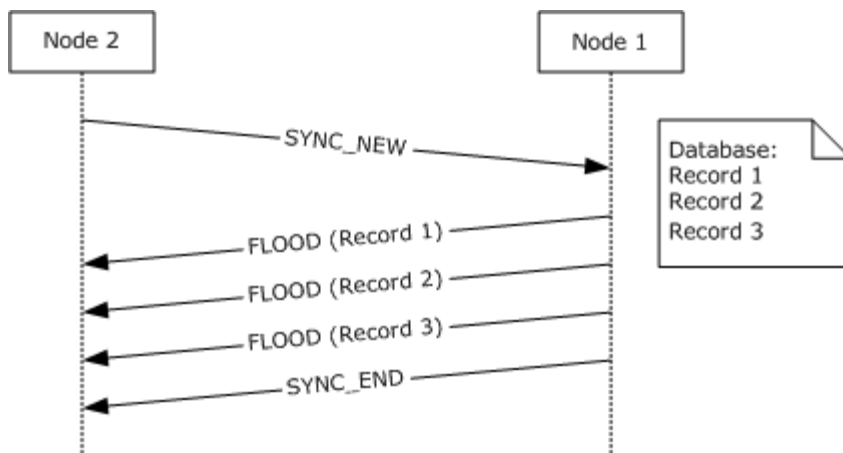 Node 2
Node 1
SYNC_NEW
Database:
Record 1
Record 2
Record 3
FLOOD (Record 1)
FLOOD (Record 2)
FLOOD (Record 3)
SYNC_END